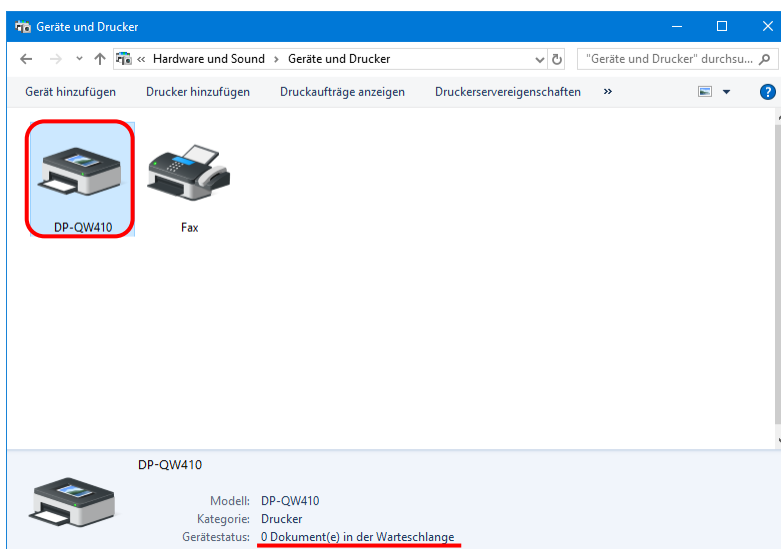 Geräte und Drucker
« Hardware und Sound > Geräte und Drucker "Geräte und Drucker" durchsu...
Gerät hinzufügen Drucker hinzufügen Druckaufträge anzeigen Druckerservereigenschaften »
DP-QW410 Fax
DP-QW410
Modell: DP-QW410
Kategorie: Drucker
Gerätestatus: 0 Dokument(e) in der Warteschlange